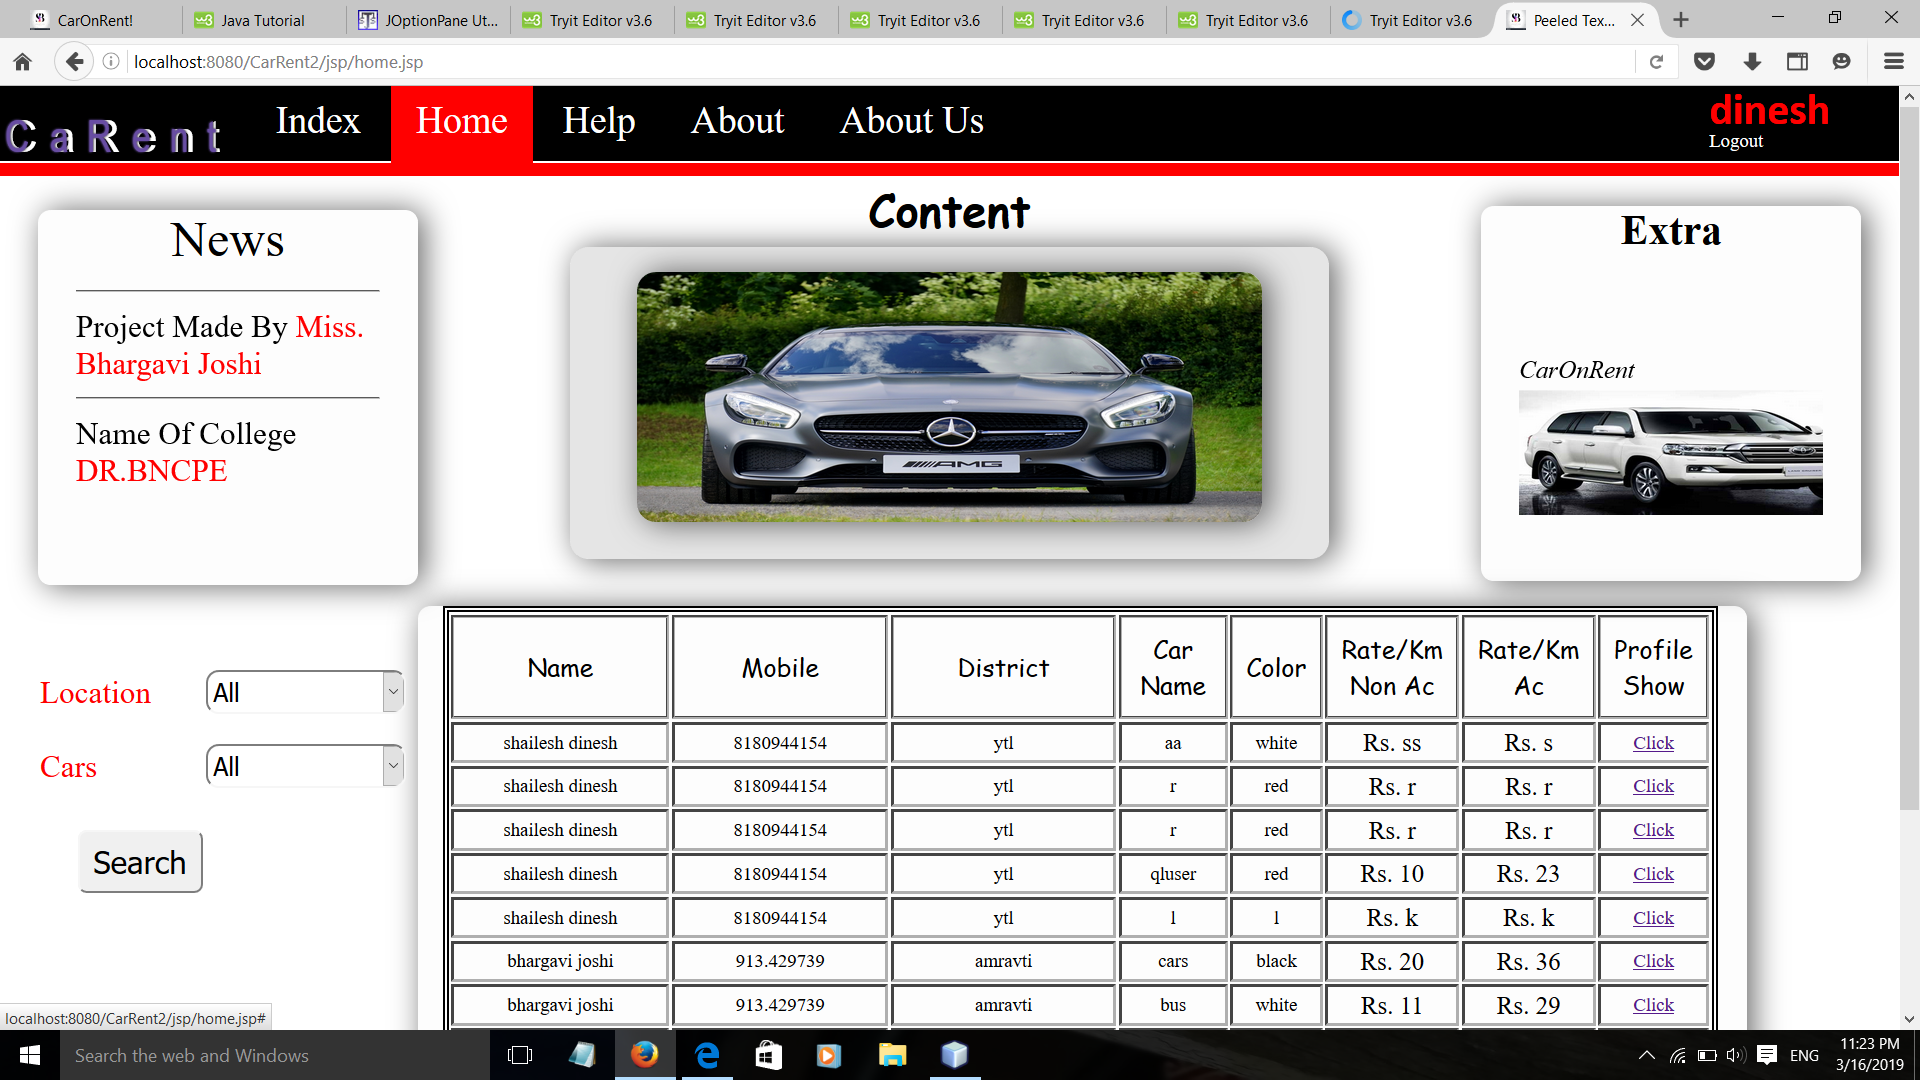 CarOnRent!
Java Tutorial
JOptionPane Ut...
Tryit Editor v3.6
Tryit Editor v3.6
Tryit Editor v3.6
Tryit Editor v3.6
Tryit Editor v3.6
Tryit Editor v3.6
Peeled Tex...
localhost:8080/CarRent2/jsp/home.jsp
CaRent
Index
Home
Help
About
About Us
dinesh
Logout
News
Project Made By Miss.
Bhargavi Joshi
Name Of College
DR.BNCPE
Content
AMG
Extra
CarOnRent
Location
All
Cars
All
Search
Name Mobile District Car Name Color Rate/Km Non Ac Rate/Km Ac Profile Show
shailesh dinesh 8180944154 ytl aa white Rs. ss Rs. s Click
shailesh dinesh 8180944154 ytl r red Rs. r Rs. r Click
shailesh dinesh 8180944154 ytl r red Rs. r Rs. r Click
shailesh dinesh 8180944154 ytl qluser red Rs. 10 Rs. 23 Click
shailesh dinesh 8180944154 ytl l l Rs. k Rs. k Click
bhargavi joshi 913.429739 amravti cars black Rs. 20 Rs. 36 Click
bhargavi joshi 913.429739 amravti bus white Rs. 11 Rs. 29 Click
localhost:8080/CarRent2/jsp/home.jsp#
Search the web and Windows
ENG
11:23 PM
3/16/2019